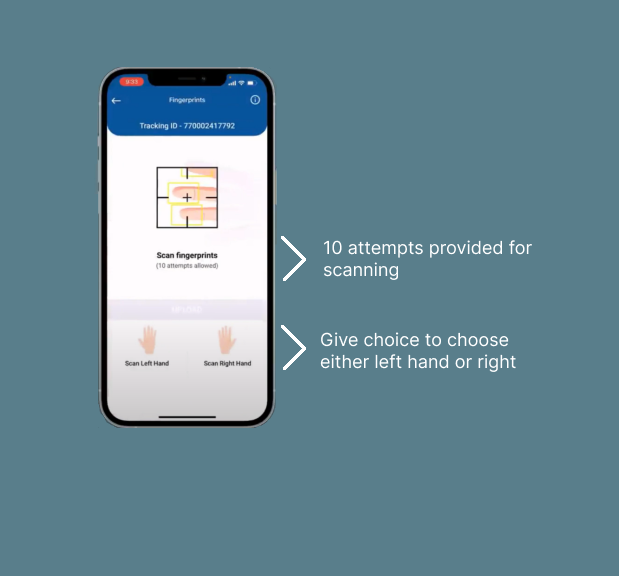 9:33
Fingerprints
Tracking ID - 770002417792
Scan fingerprints
(10 attempts allowed)
Scan Left Hand
Scan Right Hand
10 attempts provided for
scanning
Give choice to choose
either left hand or right